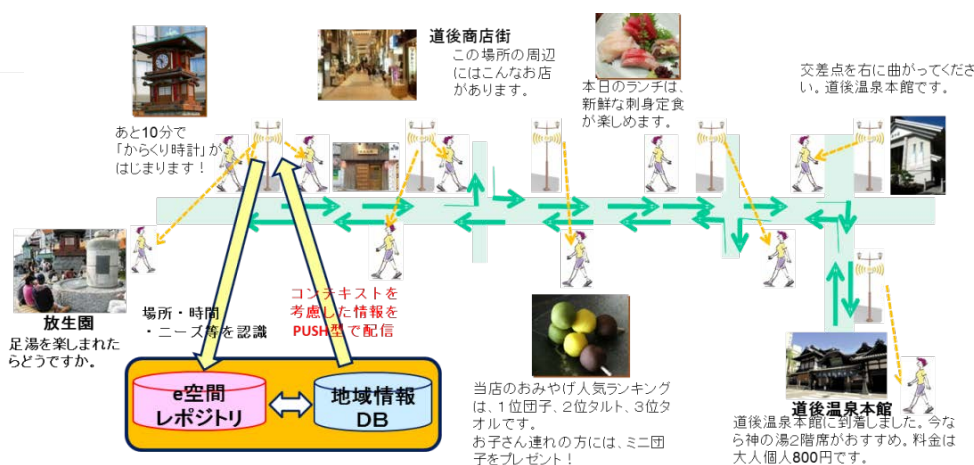 道後商店街
この場所の周辺
にはこんなお店
があります。
本日のランチは、
新鮮な刺身定食
が楽しめます。
交差点を右に曲がってくださ
い。道後温泉本館です。
あと10分で
「からくり時計」が
はじまります！
放生園
足湯を楽しまれた
らどうですか。
場所・時間
・ニーズ等を認識
コンテキストを
考慮した情報を
PUSH型で配信
e空間
レポジトリ
地域情報
DB
当店のおみやげ人気ランキング
は、１位団子、２位タルト、３位タ
オルです。
お子さん連れの方には、ミニ団
子をプレゼント！
道後温泉本館
道後温泉本館に到着しました。今な
ら神の湯２階席がおすすめ。料金は
大人個人800円です。